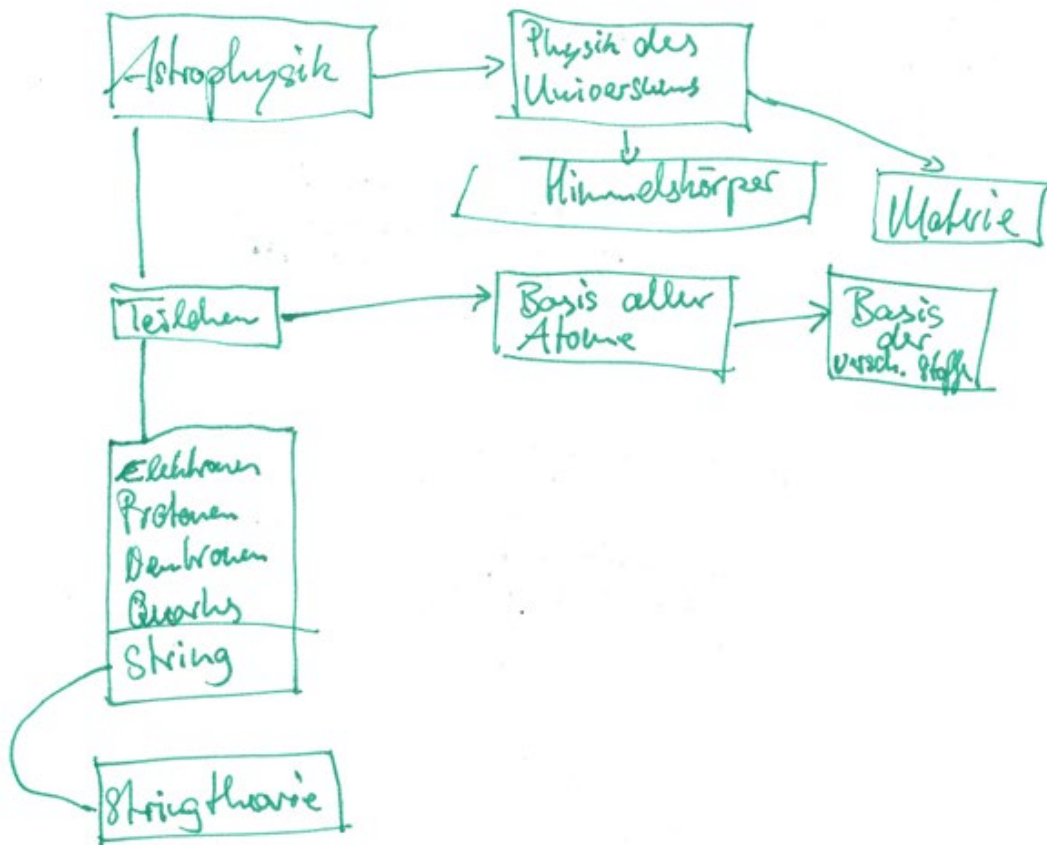 Astrophysik
Physik des
Universums
Himmelskörper
Materie
Teilchen
Basis aller
Atome
Basis
der
versch. Stoffe
Elektronen
Protonen
Neutronen
Quarks
String
Stringtheorie